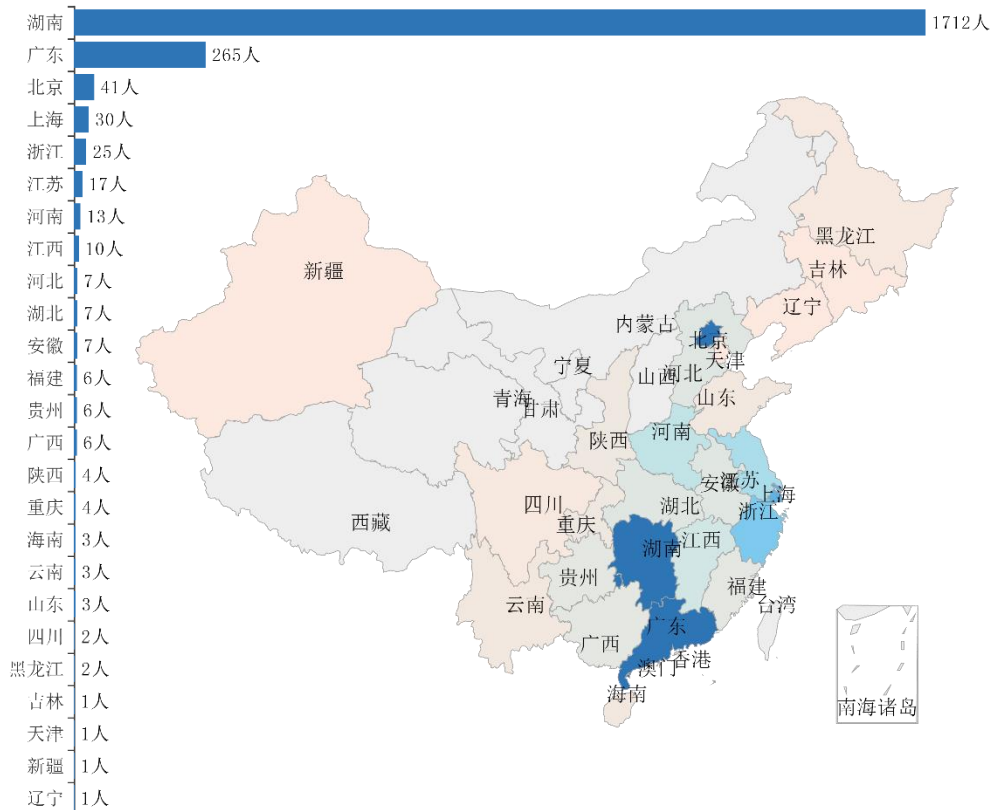 湖南 1712人
广东 265人
北京 41人
上海 30人
浙江 25人
江苏 17人
河南 13人
江西 10人
河北 7人
湖北 7人
安徽 7人
福建 6人
贵州 6人
广西 6人
陕西 4人
重庆 4人
海南 3人
云南 3人
山东 3人
四川 2人
黑龙江 2人
吉林 1人
天津 1人
新疆 1人
辽宁 1人
黑龙江
新疆
吉林
辽宁
内蒙古
北京
天津
宁夏
山西
河北
山东
青海
甘肃
河南
陕西
安徽
江苏
上海
四川
湖北
浙江
西藏
重庆
湖南
江西
贵州
福建
云南
台湾
广东
广西
香港
澳门
海南
南海诸岛